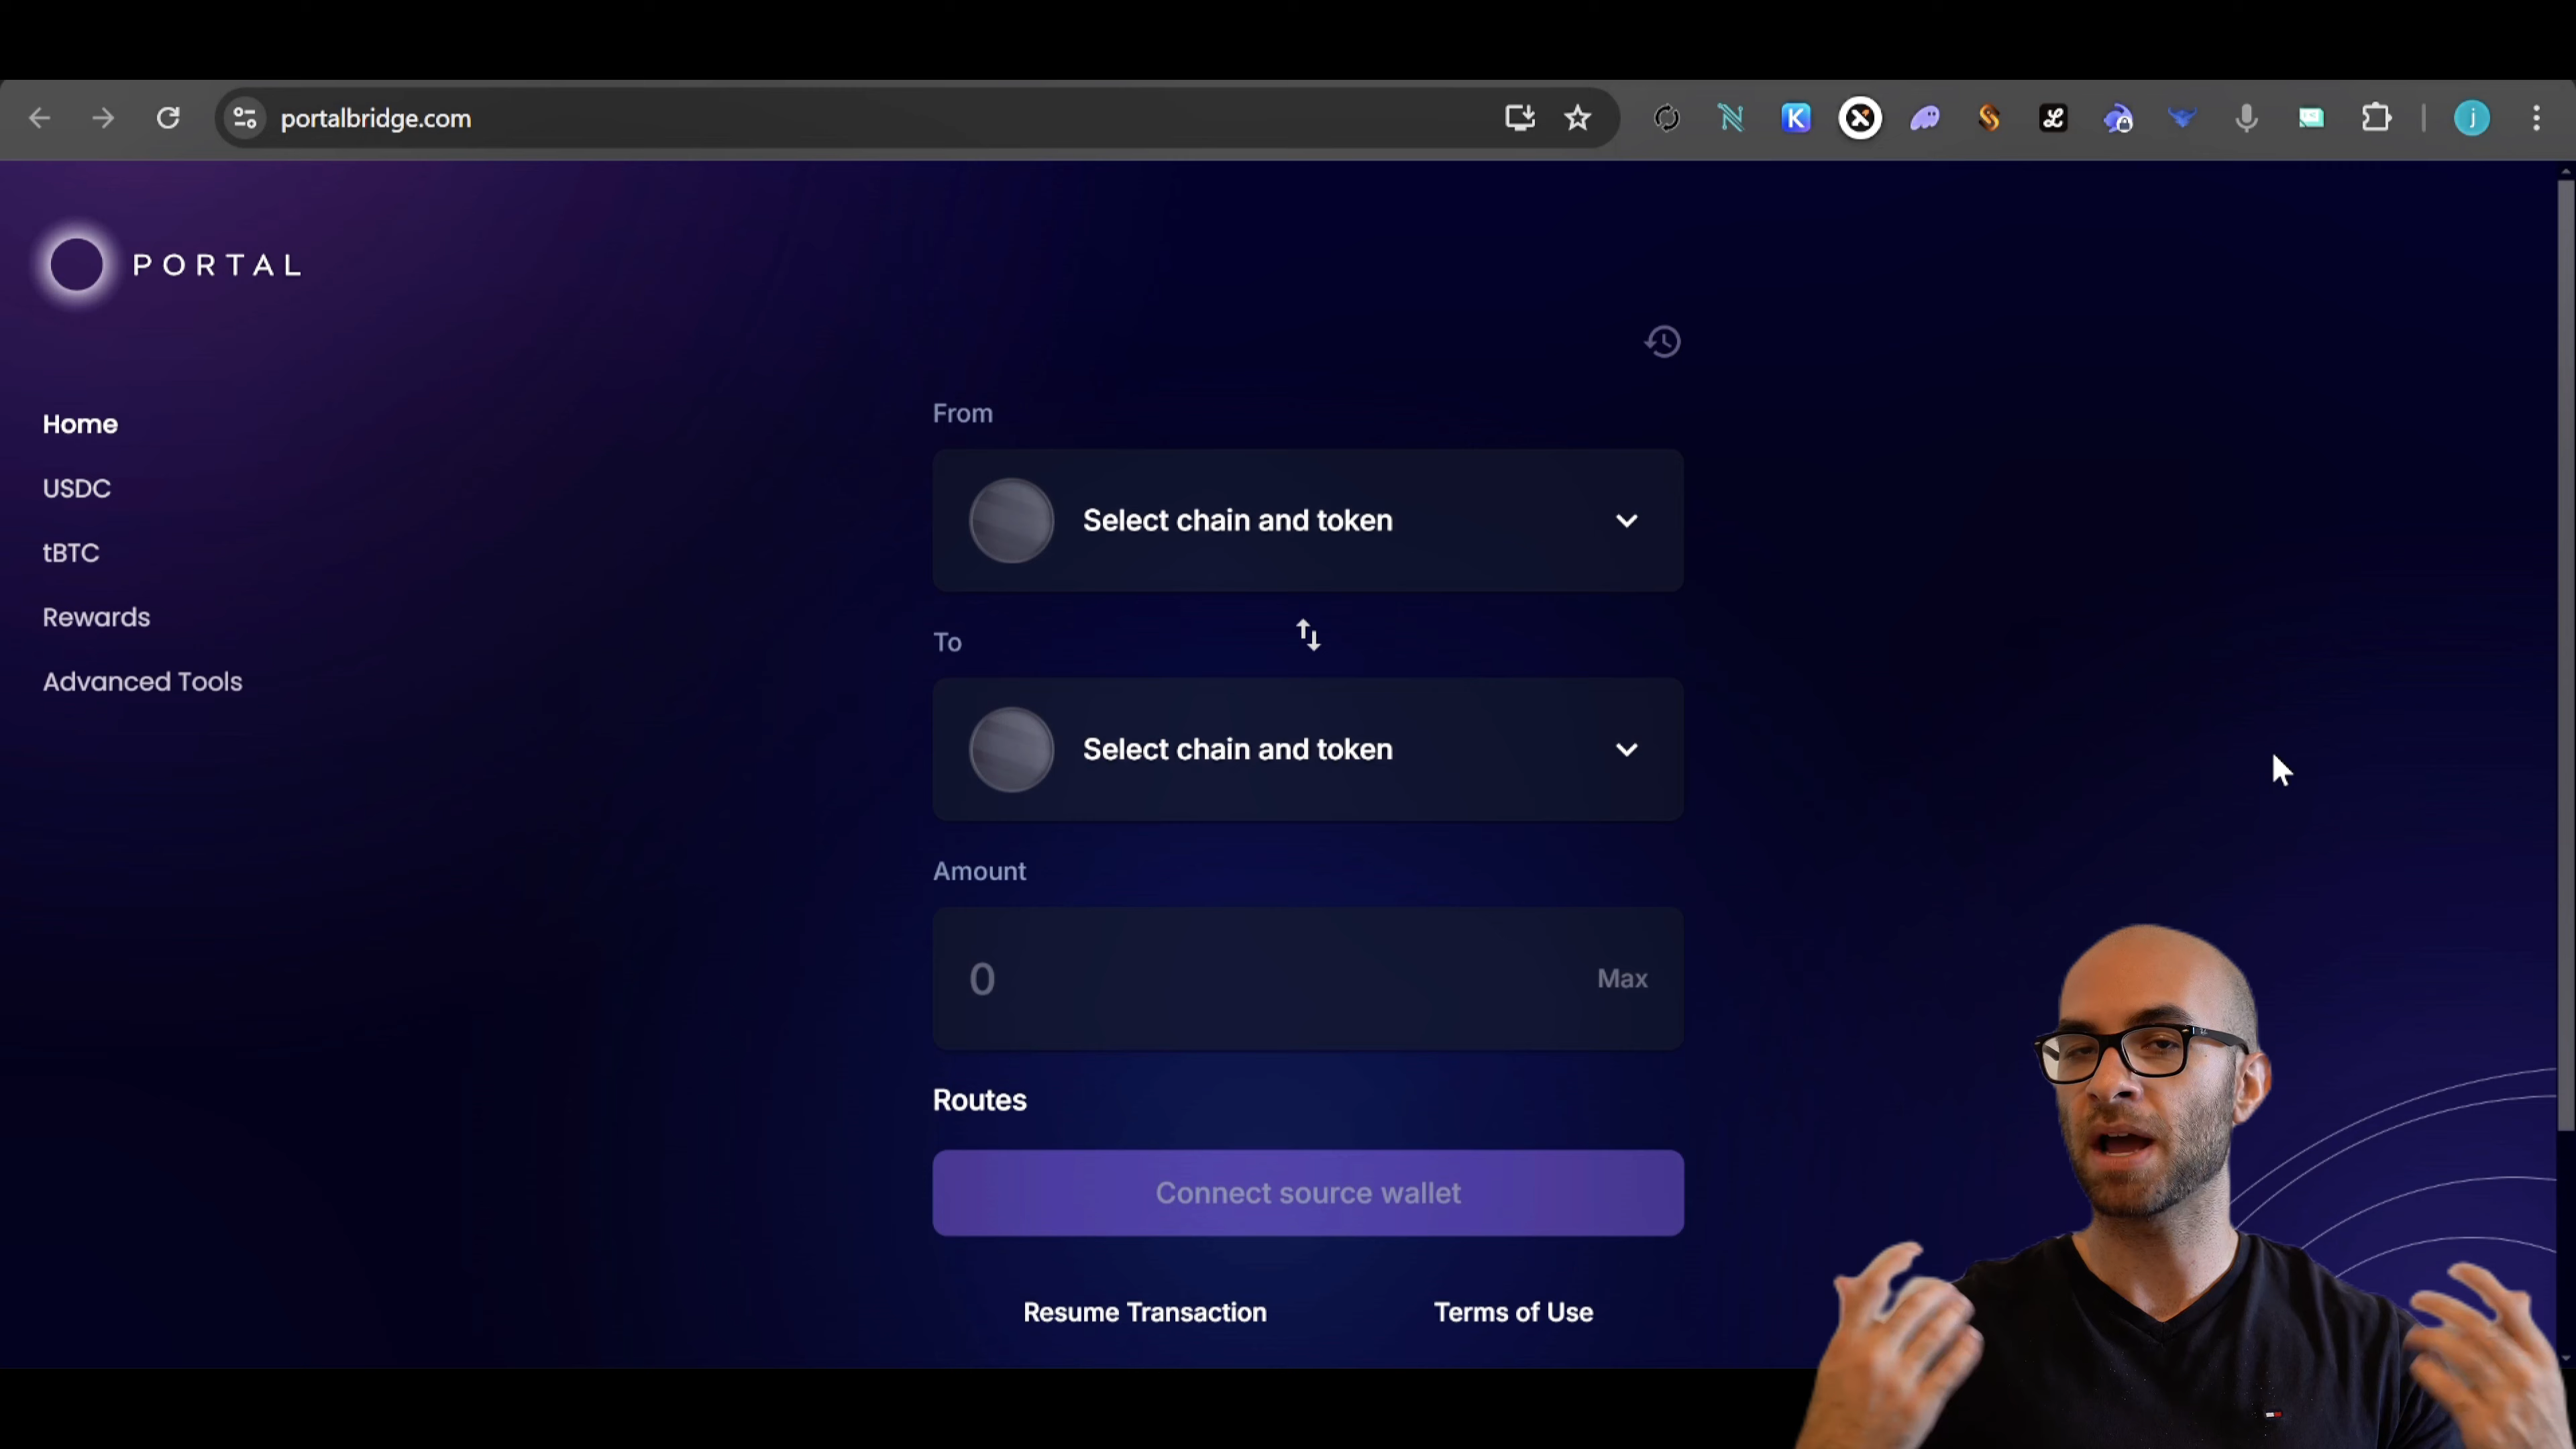 portalbridge.com
K
j
PORTAL
Home
USDC
tBTC
Rewards
Advanced Tools
From
Select chain and token
To
Select chain and token
Amount
0
Max
Routes
Connect source wallet
Resume Transaction
Terms of Use